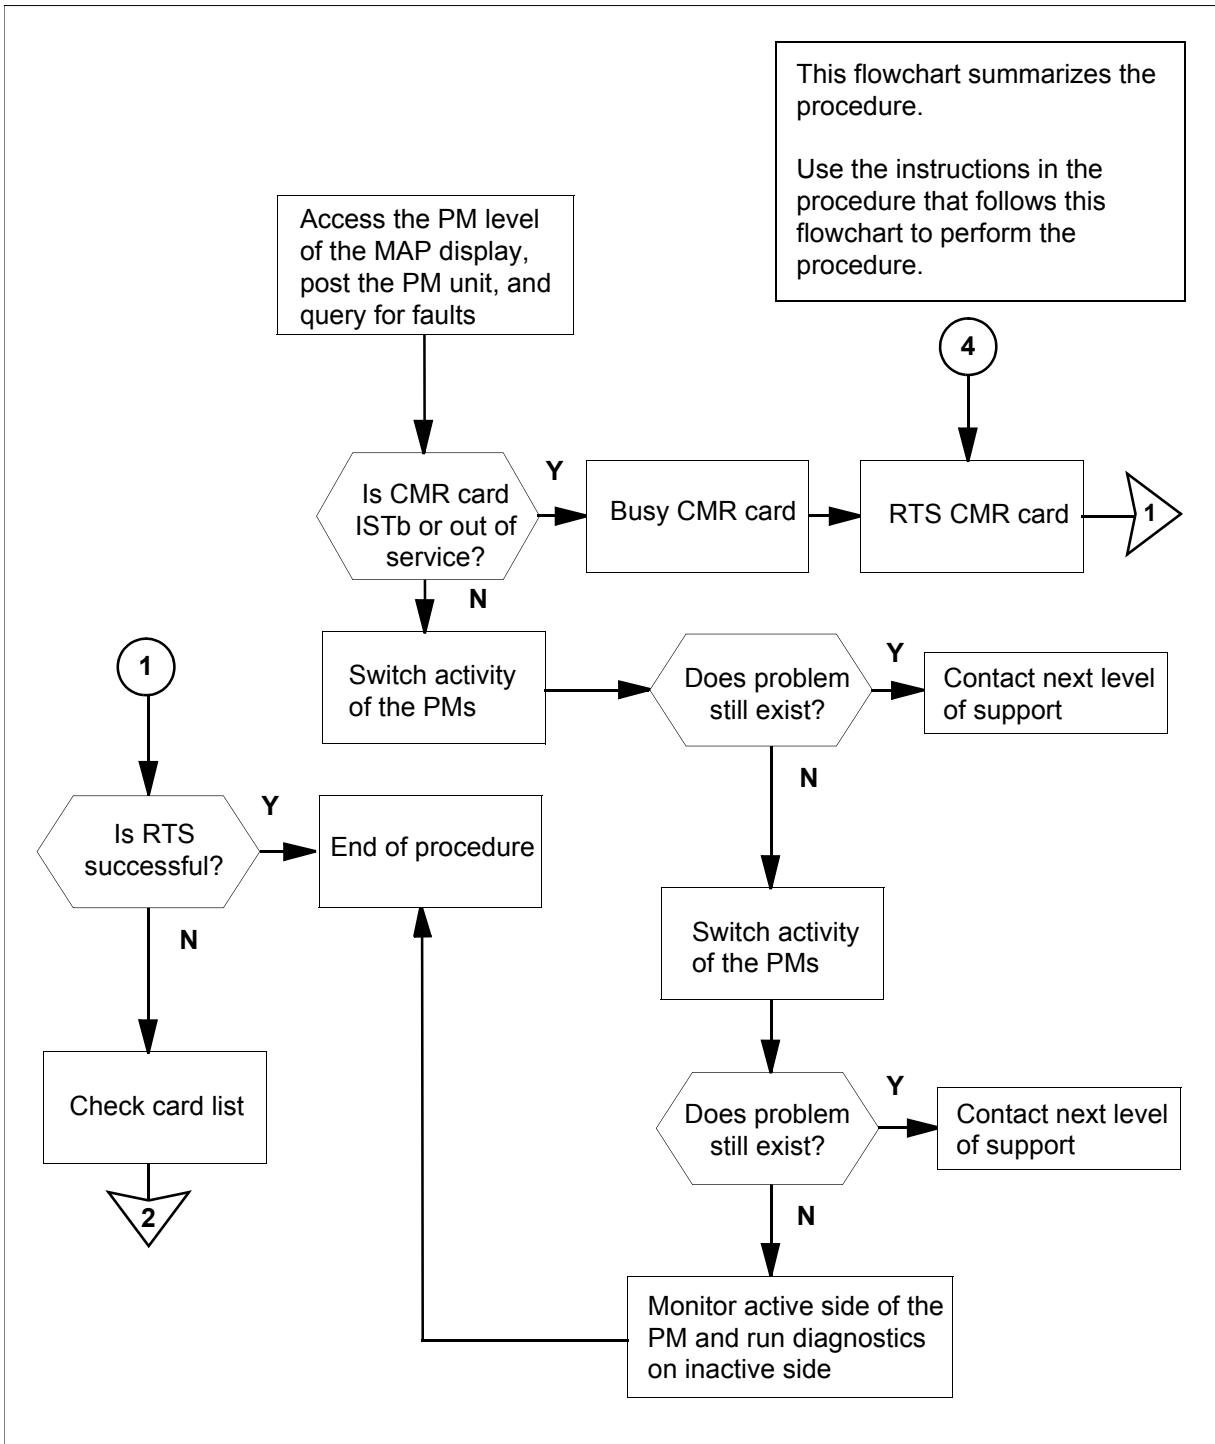 This flowchart summarizes the
procedure.
Use the instructions in the
procedure that follows this
flowchart to perform the
procedure.
Access the PM level
of the MAP display,
post the PM unit, and
query for faults
4
Is CMR card
ISTb or out of
service?
Y
Busy CMR card
RTS CMR card
1
N
1
Switch activity
of the PMs
Does problem
still exist?
Y
Contact next level
of support
N
Is RTS
successful?
Y
End of procedure
N
Switch activity
of the PMs
Check card list
2
Does problem
still exist?
Y
Contact next level
of support
N
Monitor active side of the
PM and run diagnostics
on inactive side